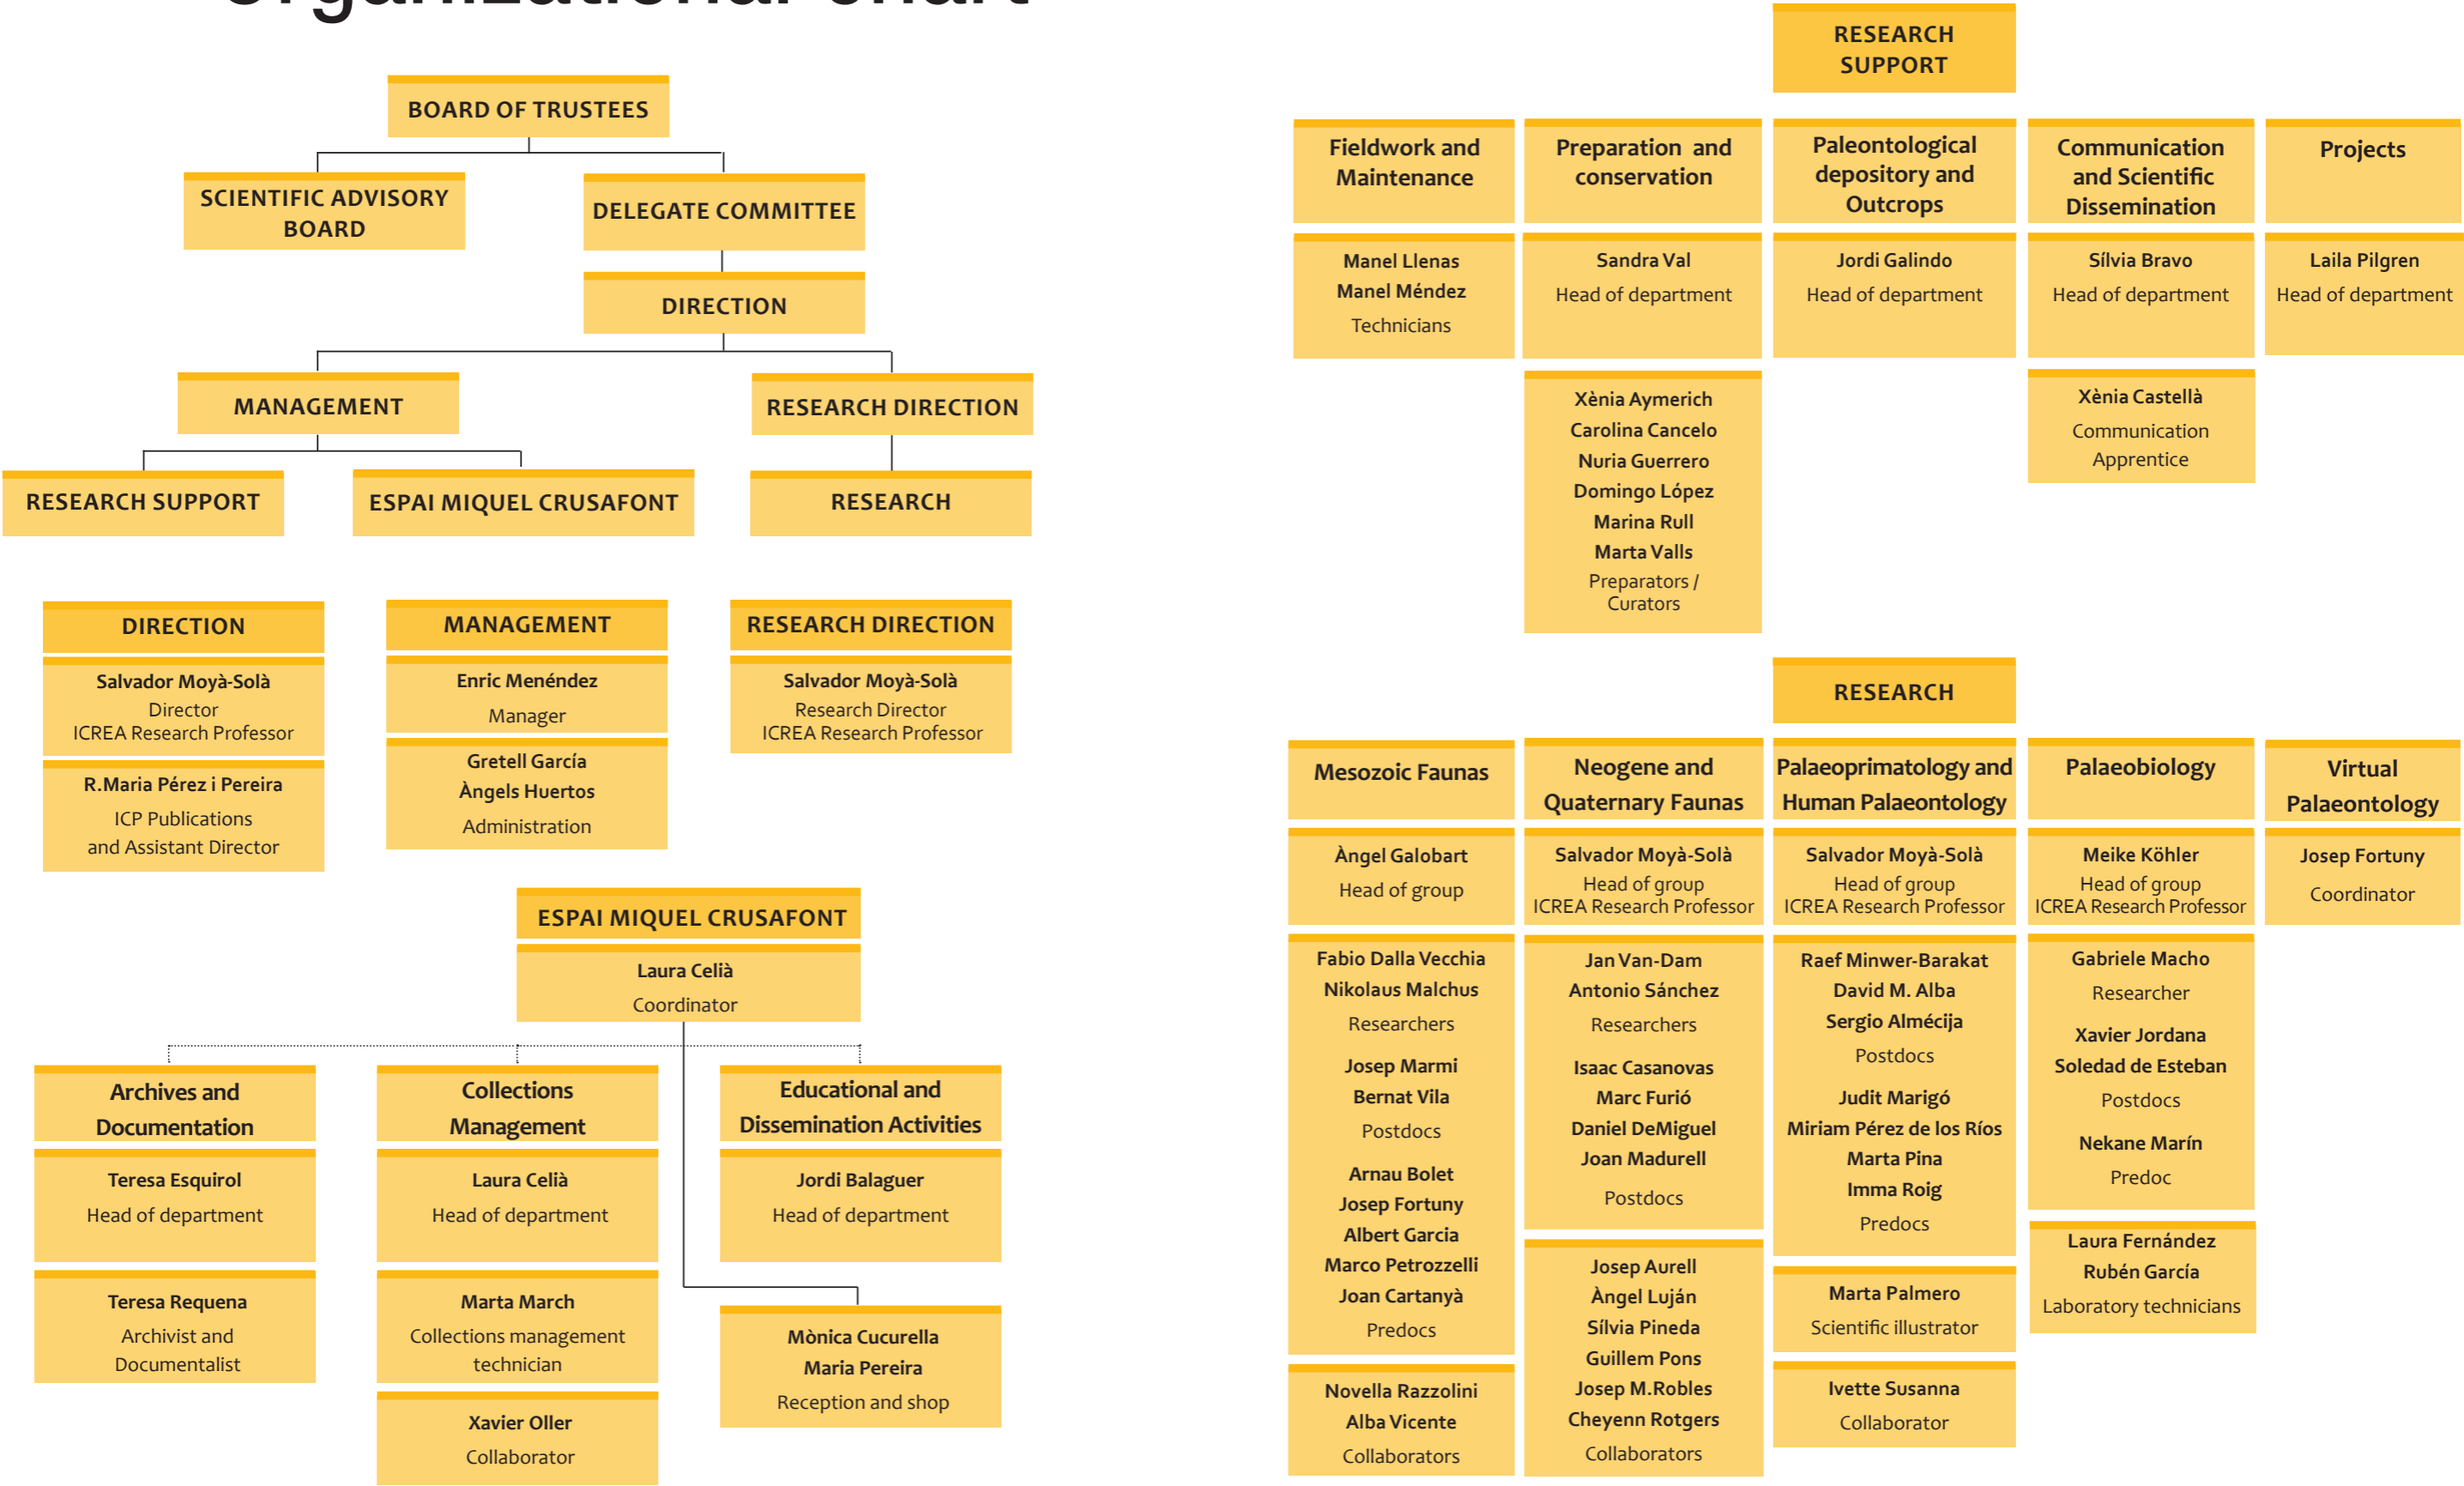 Organizational chart
BOARD OF TRUSTEES
SCIENTIFIC ADVISORY
BOARD
DELEGATE COMMITTEE
DIRECTION
MANAGEMENT
RESEARCH DIRECTION
RESEARCH SUPPORT
ESPAI MIQUEL CRUSAFONT
RESEARCH
DIRECTION
Salvador Moyà-Solà
Director
ICREA Research Professor
R.Maria Pérez i Pereira
ICP Publications
and Assistant Director
MANAGEMENT
Enric Menéndez
Manager
Gretell García
Àngels Huertos
Administration
RESEARCH DIRECTION
Salvador Moyà-Solà
Research Director
ICREA Research Professor
ESPAI MIQUEL CRUSAFONT
Laura Celià
Coordinator
Archives and
Documentation
Teresa Esquirol
Head of department
Teresa Requena
Archivist and
Documentalist
Collections
Management
Laura Celià
Head of department
Marta March
Collections management
technician
Xavier Oller
Collaborator
Educational and
Dissemination Activities
Jordi Balaguer
Head of department
Mònica Cucurella
Maria Pereira
Reception and shop
RESEARCH
SUPPORT
Fieldwork and
Maintenance
Manel Llenas
Manel Méndez
Technicians
Preparation and
conservation
Sandra Val
Head of department
Xènia Aymerich
Carolina Cancelo
Nuria Guerrero
Domingo López
Marina Rull
Marta Valls
Preparators /
Curators
Paleontological
depository and
Outcrops
Jordi Galindo
Head of department
Communication
and Scientific
Dissemination
Sílvia Bravo
Head of department
Xènia Castellà
Communication
Apprentice
Projects
Laila Pilgren
Head of department
RESEARCH
Mesozoic Faunas
Àngel Galobart
Head of group
Fabio Dalla Vecchia
Nikolaus Malchus
Researchers
Josep Marmi
Bernat Vila
Postdocs
Arnau Bolet
Josep Fortuny
Albert Garcia
Marco Petrozzelli
Joan Cartanyà
Predocs
Novella Razzolini
Alba Vicente
Collaborators
Neogene and
Quaternary Faunas
Salvador Moyà-Solà
Head of group
ICREA Research Professor
Jan Van-Dam
Antonio Sánchez
Researchers
Isaac Casanovas
Marc Furió
Daniel DeMiguel
Joan Madurell
Postdocs
Josep Aurell
Àngel Luján
Sílvia Pineda
Guillem Pons
Josep M.Robles
Cheyenn Rotgers
Collaborators
Palaeoprimatology and
Human Palaeontology
Salvador Moyà-Solà
Head of group
ICREA Research Professor
Raef Minwer-Barakat
David M. Alba
Sergio Almécija
Postdocs
Judit Marigó
Miriam Pérez de los Ríos
Marta Pina
Imma Roig
Predocs
Marta Palmero
Scientific illustrator
Ivette Susanna
Collaborator
Palaeobiology
Meike Köhler
Head of group
ICREA Research Professor
Gabriele Macho
Researcher
Xavier Jordana
Soledad de Esteban
Postdocs
Nekane Marín
Predoc
Laura Fernández
Rubén García
Laboratory technicians
Virtual
Palaeontology
Josep Fortuny
Coordinator